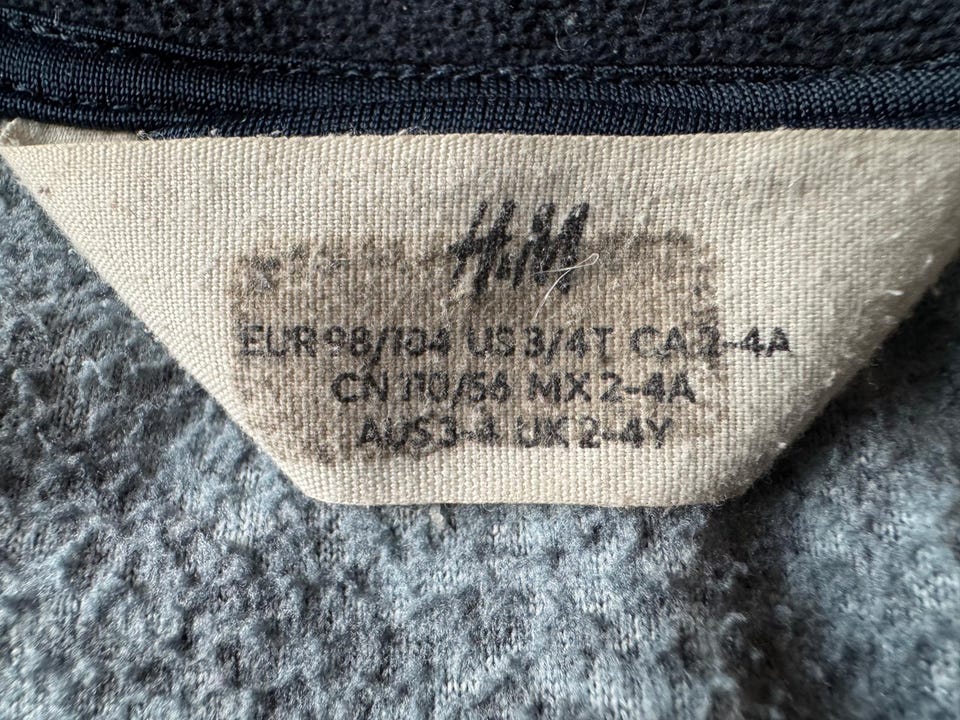 H&M
EUR 98/104 US 3/4T CA 2-4A
CN 110/56 MX 2-4A
AUS 3-4 UK 2-4Y